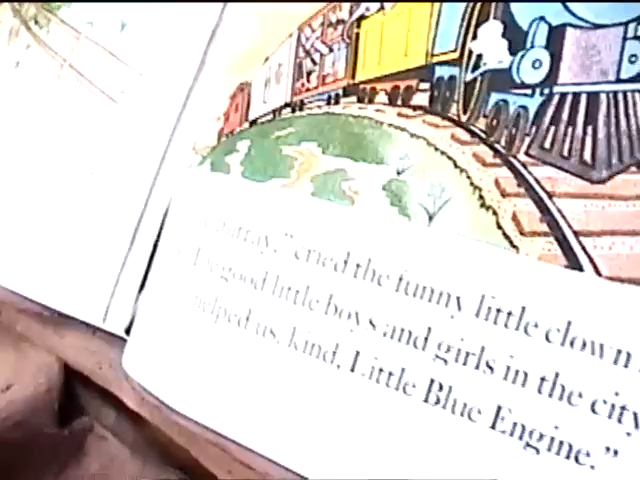 cried the funny little clown
good little boys and girls in the city
helped us, kind, Little Blue Engine."